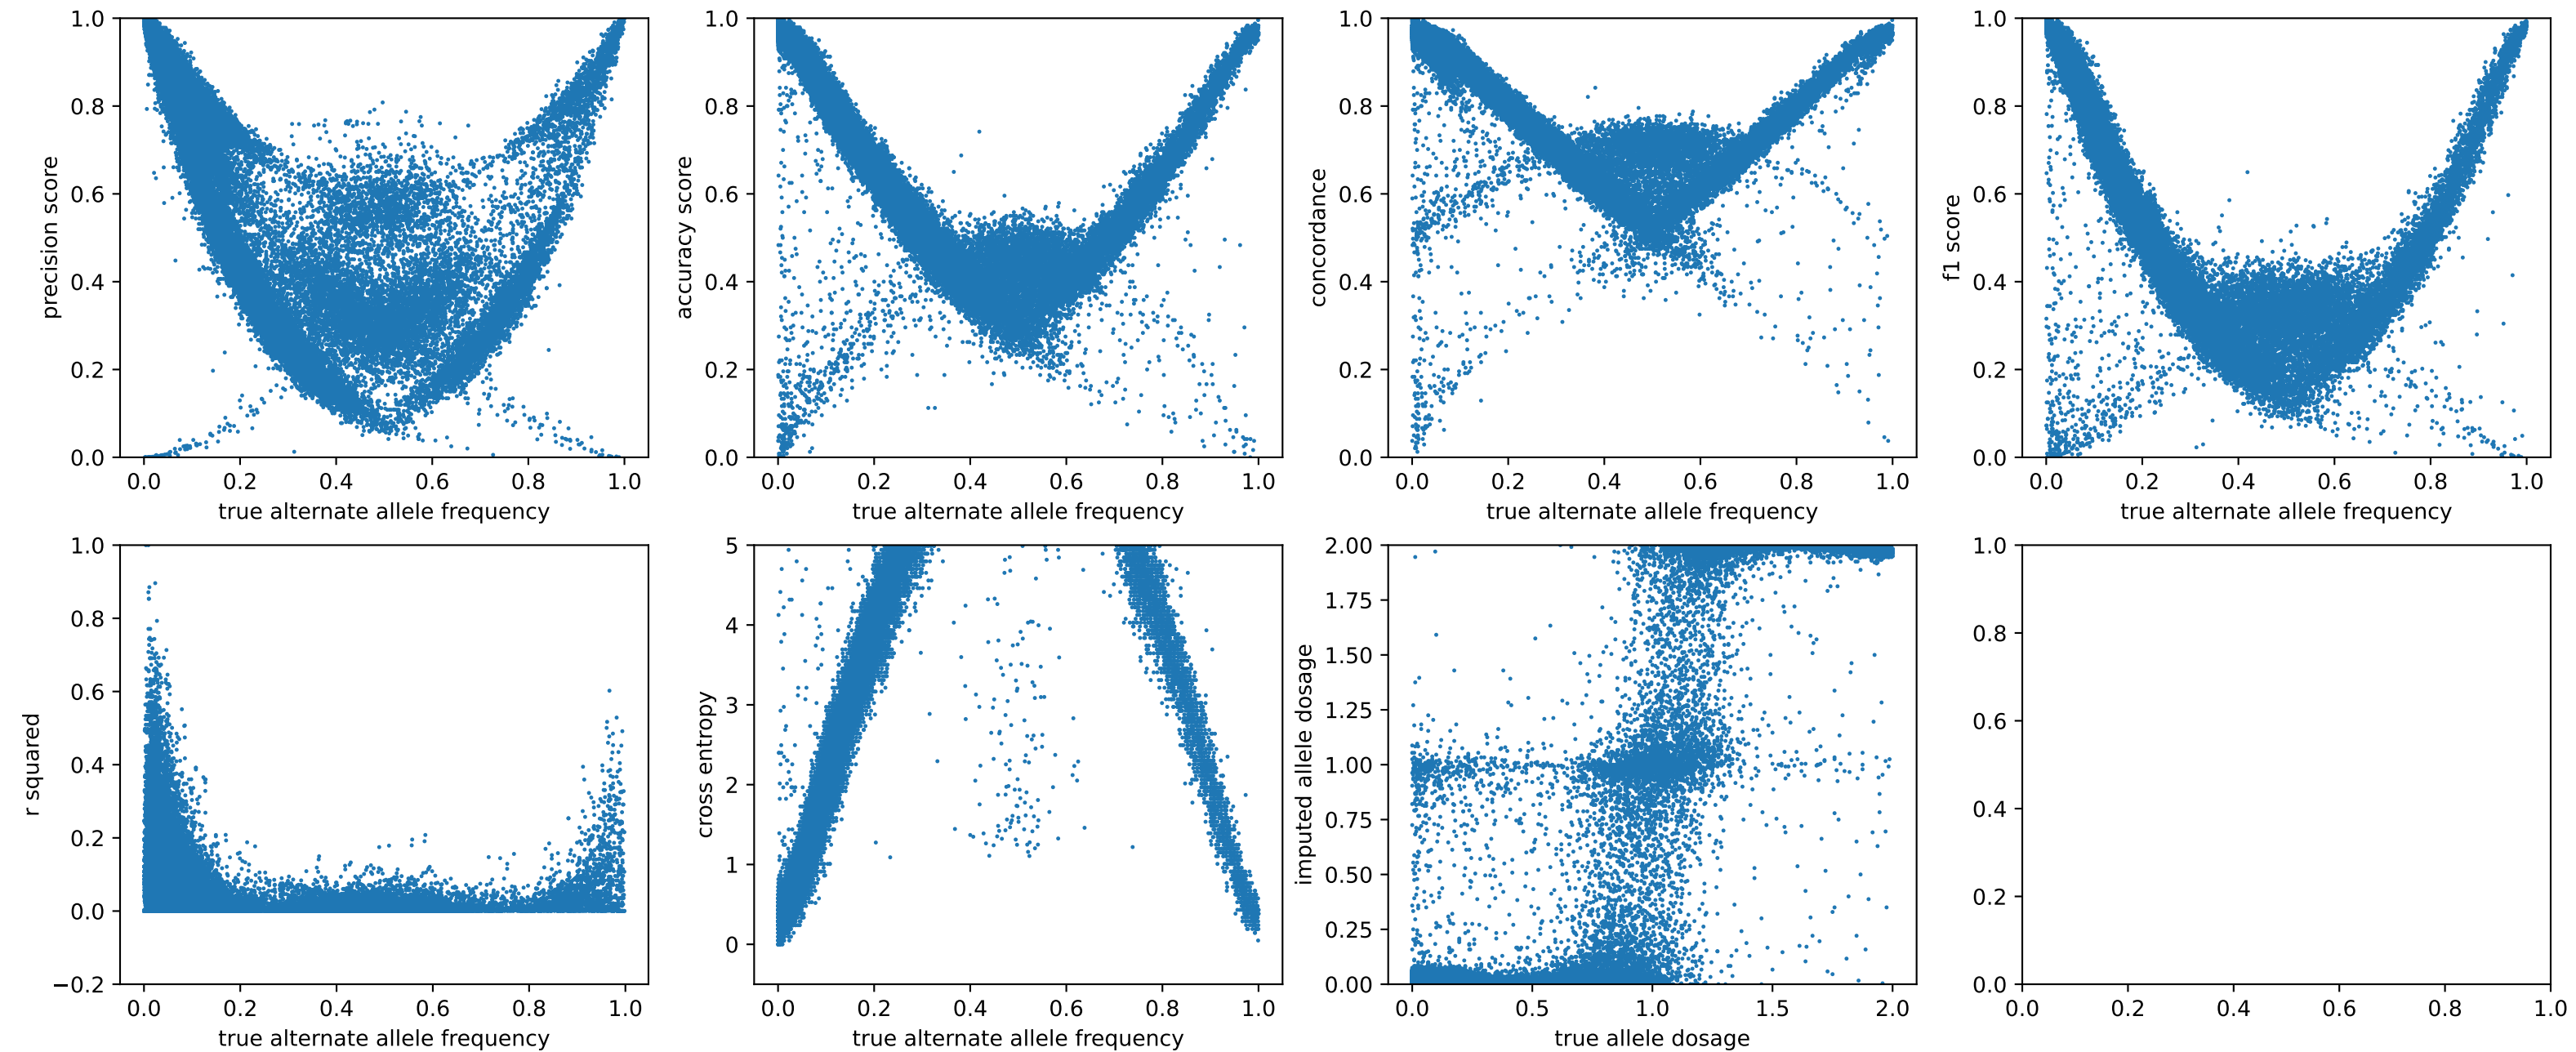 precision score
1.0
0.8
0.6
0.4
0.2
0.0
0.0 0.2 0.4 0.6 0.8 1.0
true alternate allele frequency
accuracy score
1.0
0.8
0.6
0.4
0.2
0.0
0.0 0.2 0.4 0.6 0.8 1.0
true alternate allele frequency
concordance
1.0
0.8
0.6
0.4
0.2
0.0
0.0 0.2 0.4 0.6 0.8 1.0
true alternate allele frequency
f1 score
1.0
0.8
0.6
0.4
0.2
0.0
0.0 0.2 0.4 0.6 0.8 1.0
true alternate allele frequency
r squared
1.0
0.8
0.6
0.4
0.2
0.0
−0.2
0.0 0.2 0.4 0.6 0.8 1.0
true alternate allele frequency
cross entropy
5
4
3
2
1
0
0.0 0.2 0.4 0.6 0.8 1.0
true alternate allele frequency
imputed allele dosage
2.00
1.75
1.50
1.25
1.00
0.75
0.50
0.25
0.00
0.0 0.5 1.0 1.5 2.0
true allele dosage
1.0
0.8
0.6
0.4
0.2
0.0
0.0 0.2 0.4 0.6 0.8 1.0